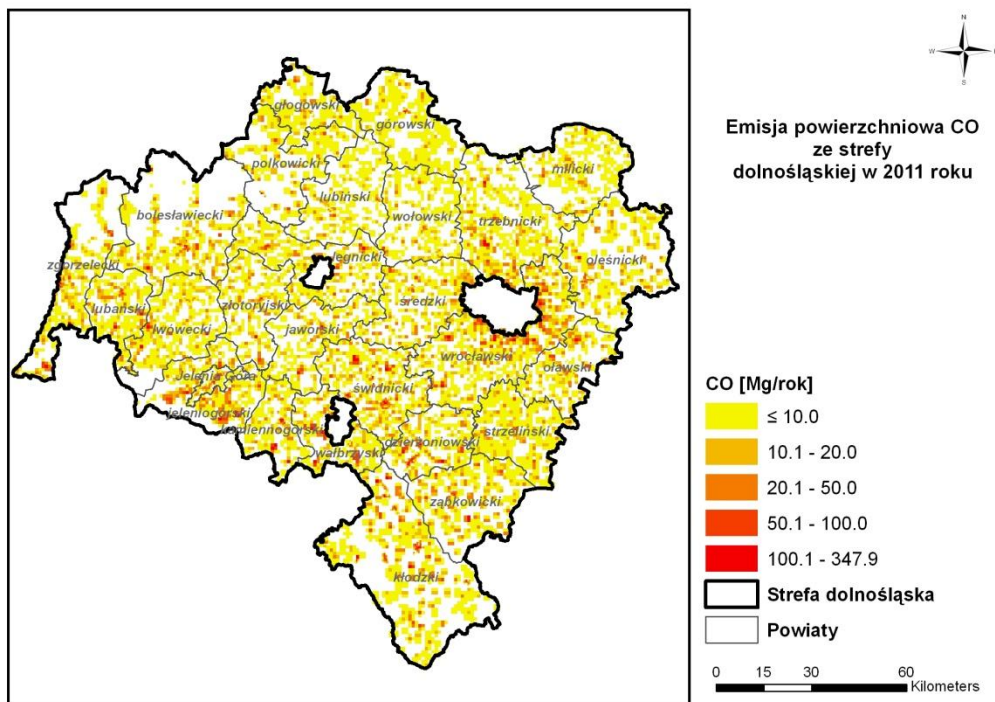 N
W
S
Emisja powierzchniowa CO
ze strefy
dolnośląskiej w 2011 roku
głogowski
górowski
polkowicki
milicki
lubiński
bolesławiecki
wołowski
trzebnicki
legnicki
oleśnicki
zgorzelecki
lubański
złotoryjski
średzki
lwówecki
jaworski
wrocławski
oławski
Jelenia Góra
świdnicki
jeleniogórski
kamiennogórski
strzeliński
dzierżoniowski
wałbrzyski
ząbkowicki
kłodzki
CO [Mg/rok]
≤ 10.0
10.1 - 20.0
20.1 - 50.0
50.1 - 100.0
100.1 - 347.9
Strefa dolnośląska
Powiaty
0 15 30 60
Kilometers